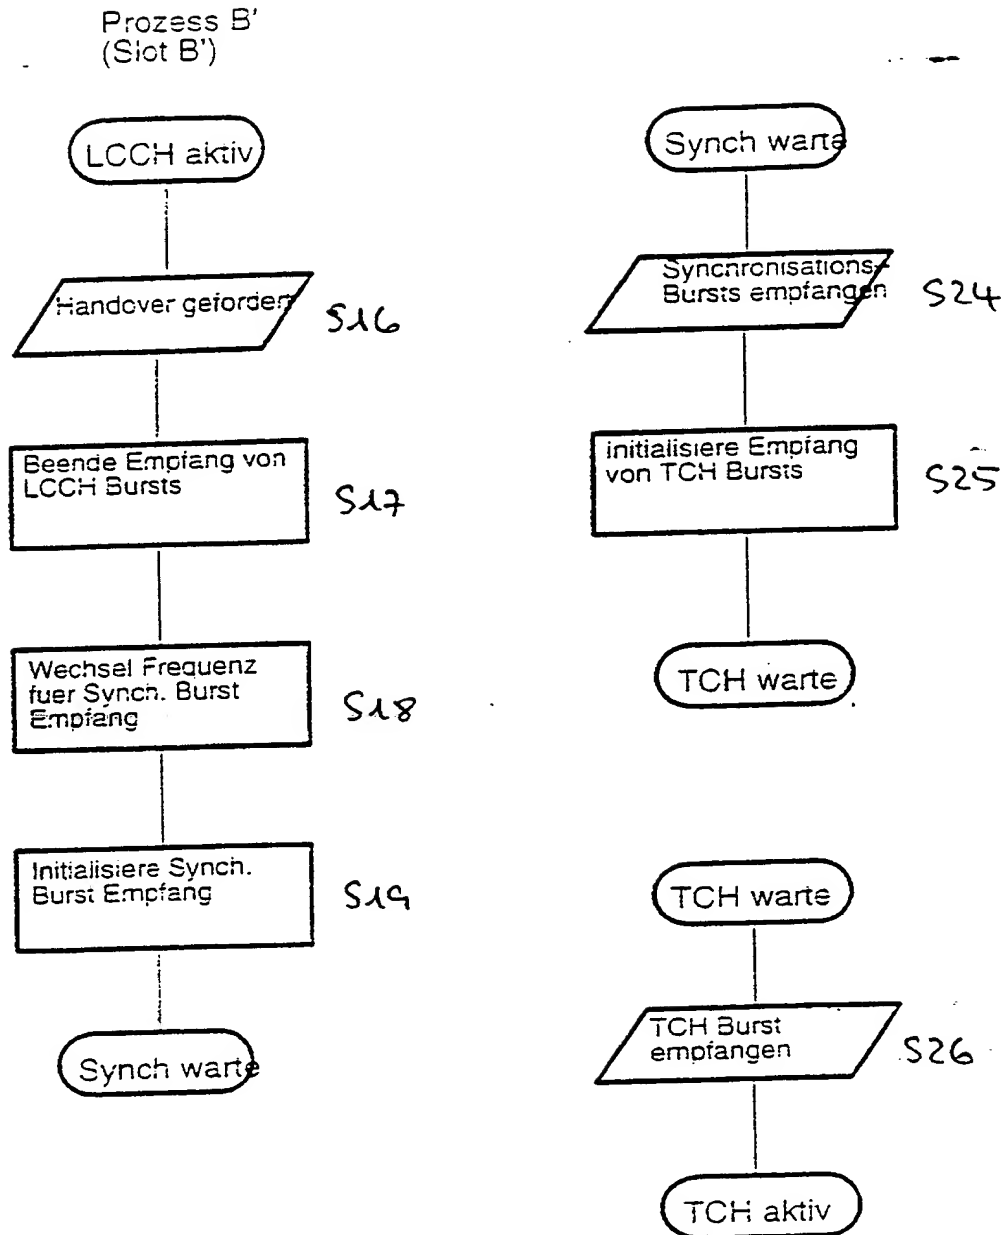 Prozess B'
(Slot B')
LCCH aktiv
Handover gefordert
S16
Beende Empfang von
LCCH Bursts
S17
Wechsel Frequenz
fuer Synch. Burst
Empfang
S18
Initialisiere Synch.
Burst Empfang
S19
Synch warte
Synch warte
Synchronisations-
Bursts empfangen
S24
Initialisiere Empfang
von TCH Bursts
S25
TCH warte
TCH warte
TCH Burst
empfangen
S26
TCH aktiv